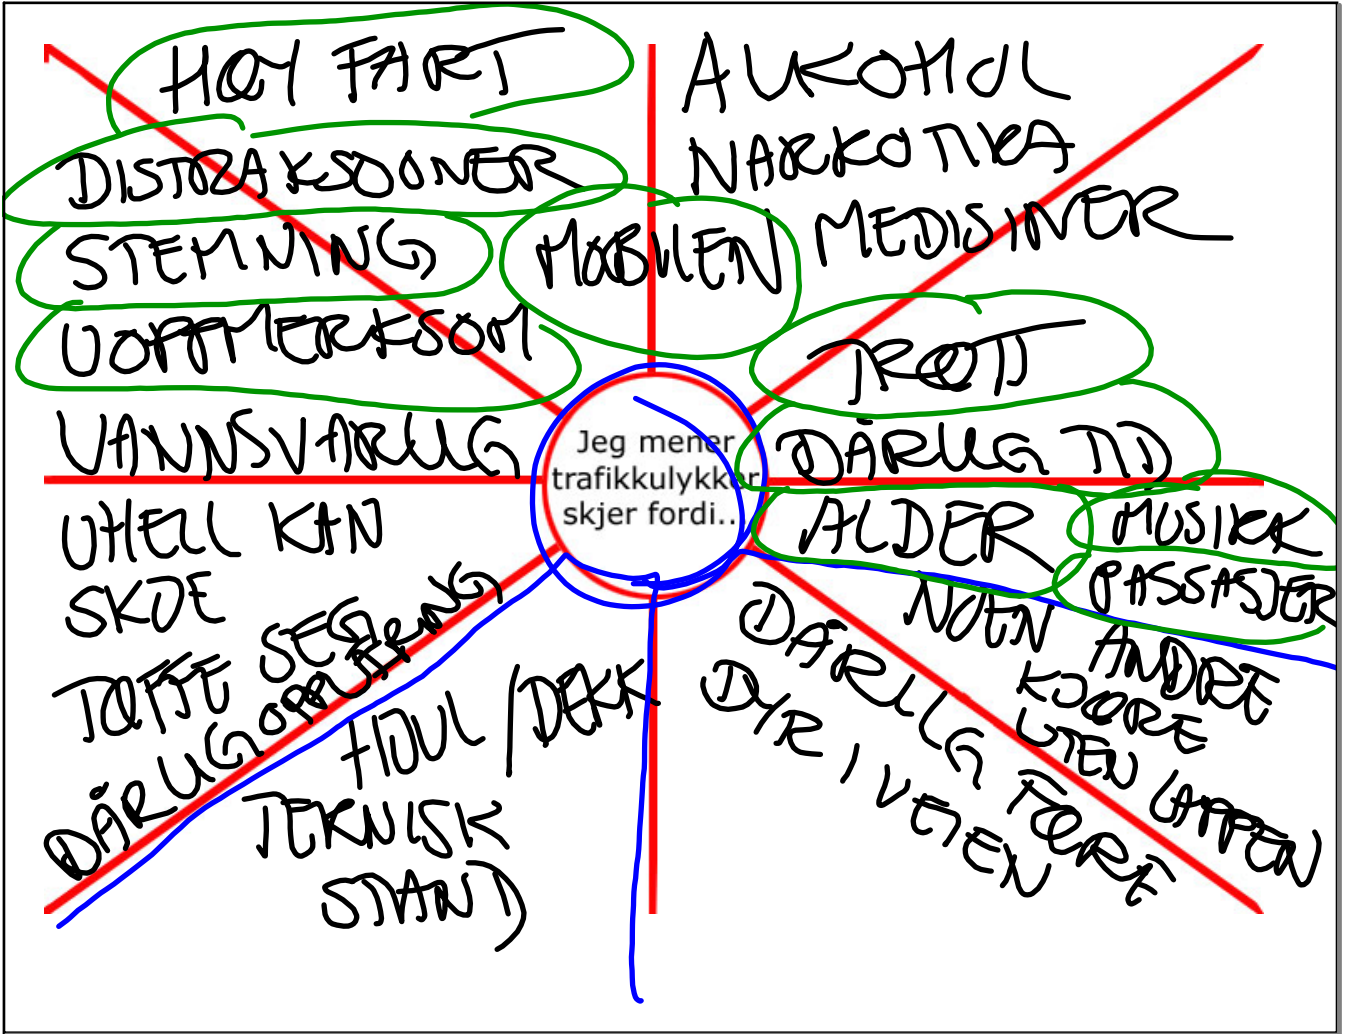 HØY FART
ALKOHOL
NARKOTIKA
MEDISINER
DISTRAKSJONER
STEMNING
MOBILEN
UOPPMERKSOM
TRØTT
VANNSVARLIG
DÅRLIG TID
Jeg mener
trafikkulykker
skjer fordi..
ALDER
MUSIKK
PASSASJER
UHELL KAN
SKJE
TØFFE SEG
DÅRLIG OPPLÆRING
HJUL/DEKK
TEKNISK
STAND
DÅRLIG FØRE
DYR I VEIEN
NOEN ANDRE
KJØRE
UTEN LAPPEN